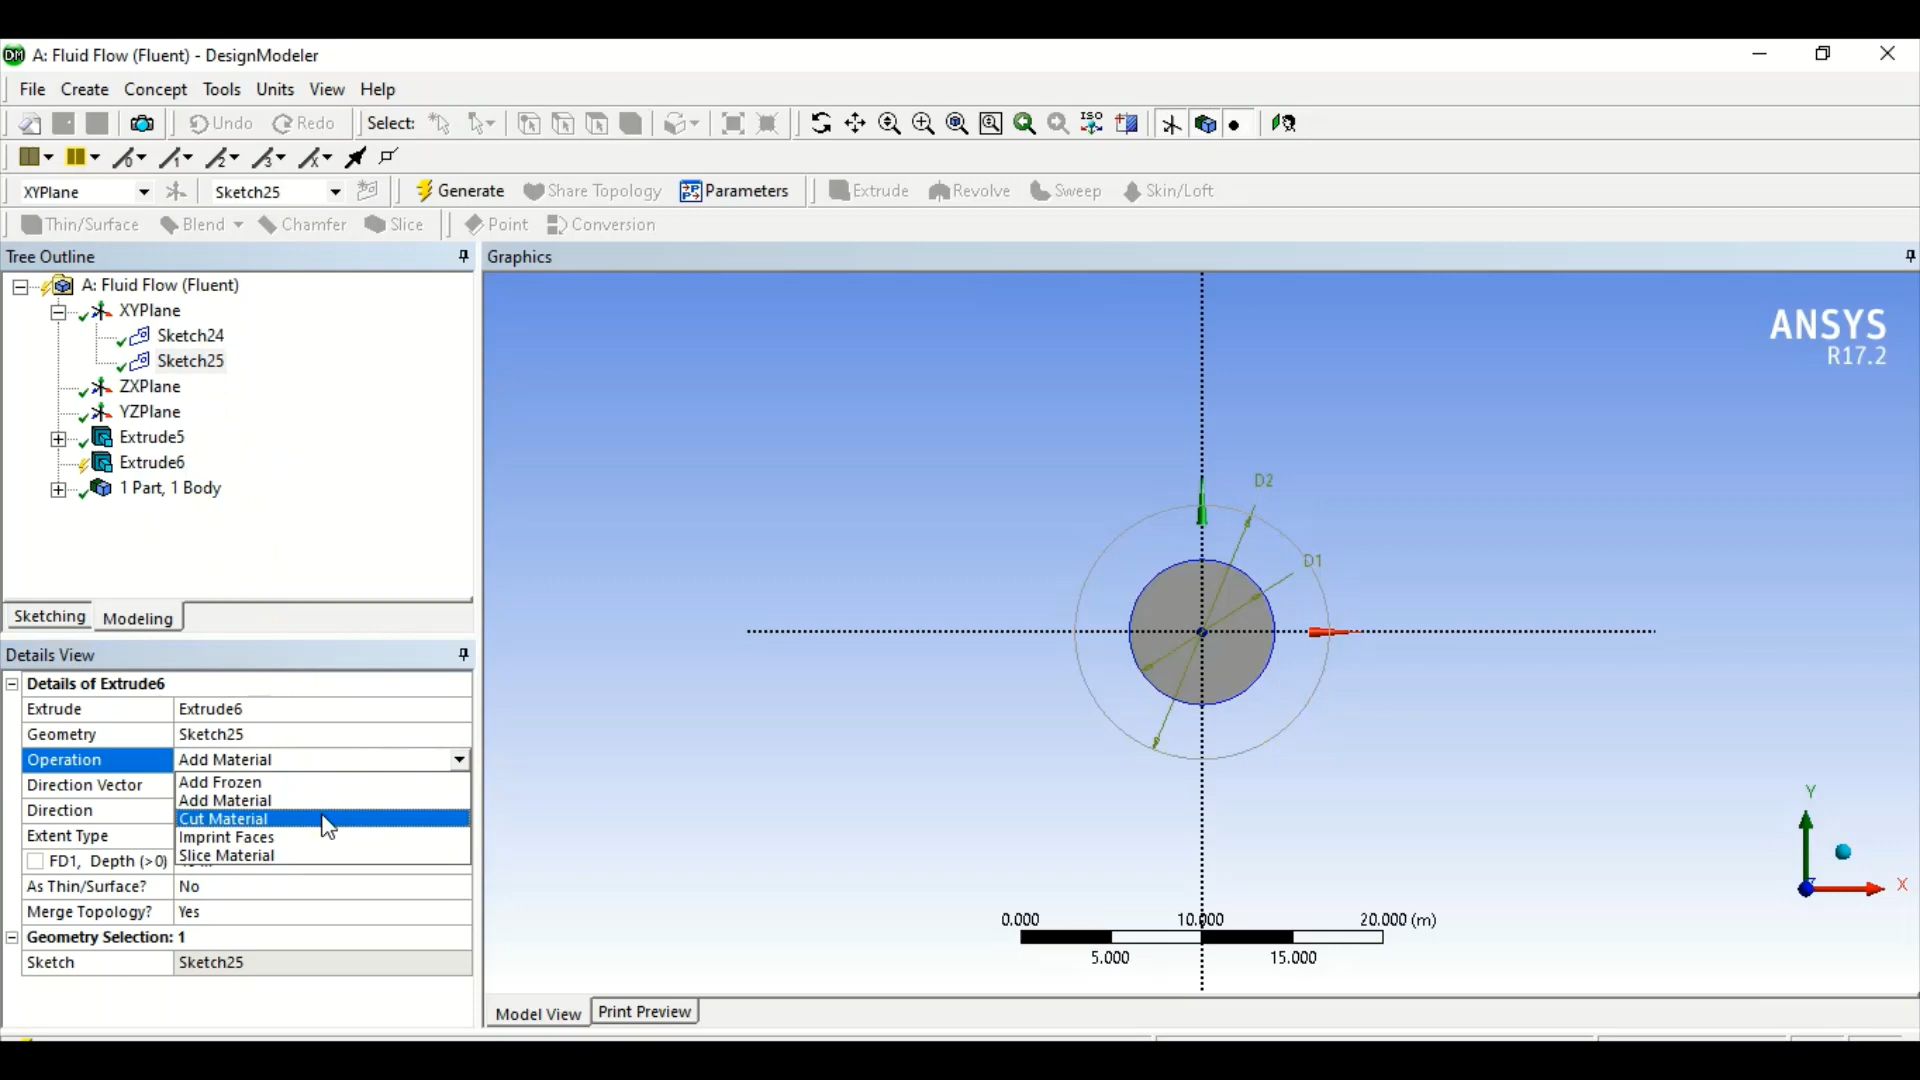 DM A: Fluid Flow (Fluent) - DesignModeler
File Create Concept Tools Units View Help
Undo Redo Select: ISO
XYPlane Sketch25 Generate Share Topology Parameters Extrude Revolve Sweep Skin/Loft
Thin/Surface Blend Chamfer Slice Point Conversion
Tree Outline
A: Fluid Flow (Fluent)
XYPlane
Sketch24
Sketch25
ZXPlane
YZPlane
Extrude5
Extrude6
1 Part, 1 Body
Sketching Modeling
Details View
Details of Extrude6
Extrude Extrude6
Geometry Sketch25
Operation Add Material
Add Frozen
Add Material
Cut Material
Imprint Faces
Slice Material
Direction Vector
Direction
Extent Type
FD1, Depth (>0)
As Thin/Surface? No
Merge Topology? Yes
Geometry Selection: 1
Sketch Sketch25
Graphics
ANSYS
R17.2
D2
D1
Y
X
0.000 10.000 20.000 (m)
5.000 15.000
Model View Print Preview